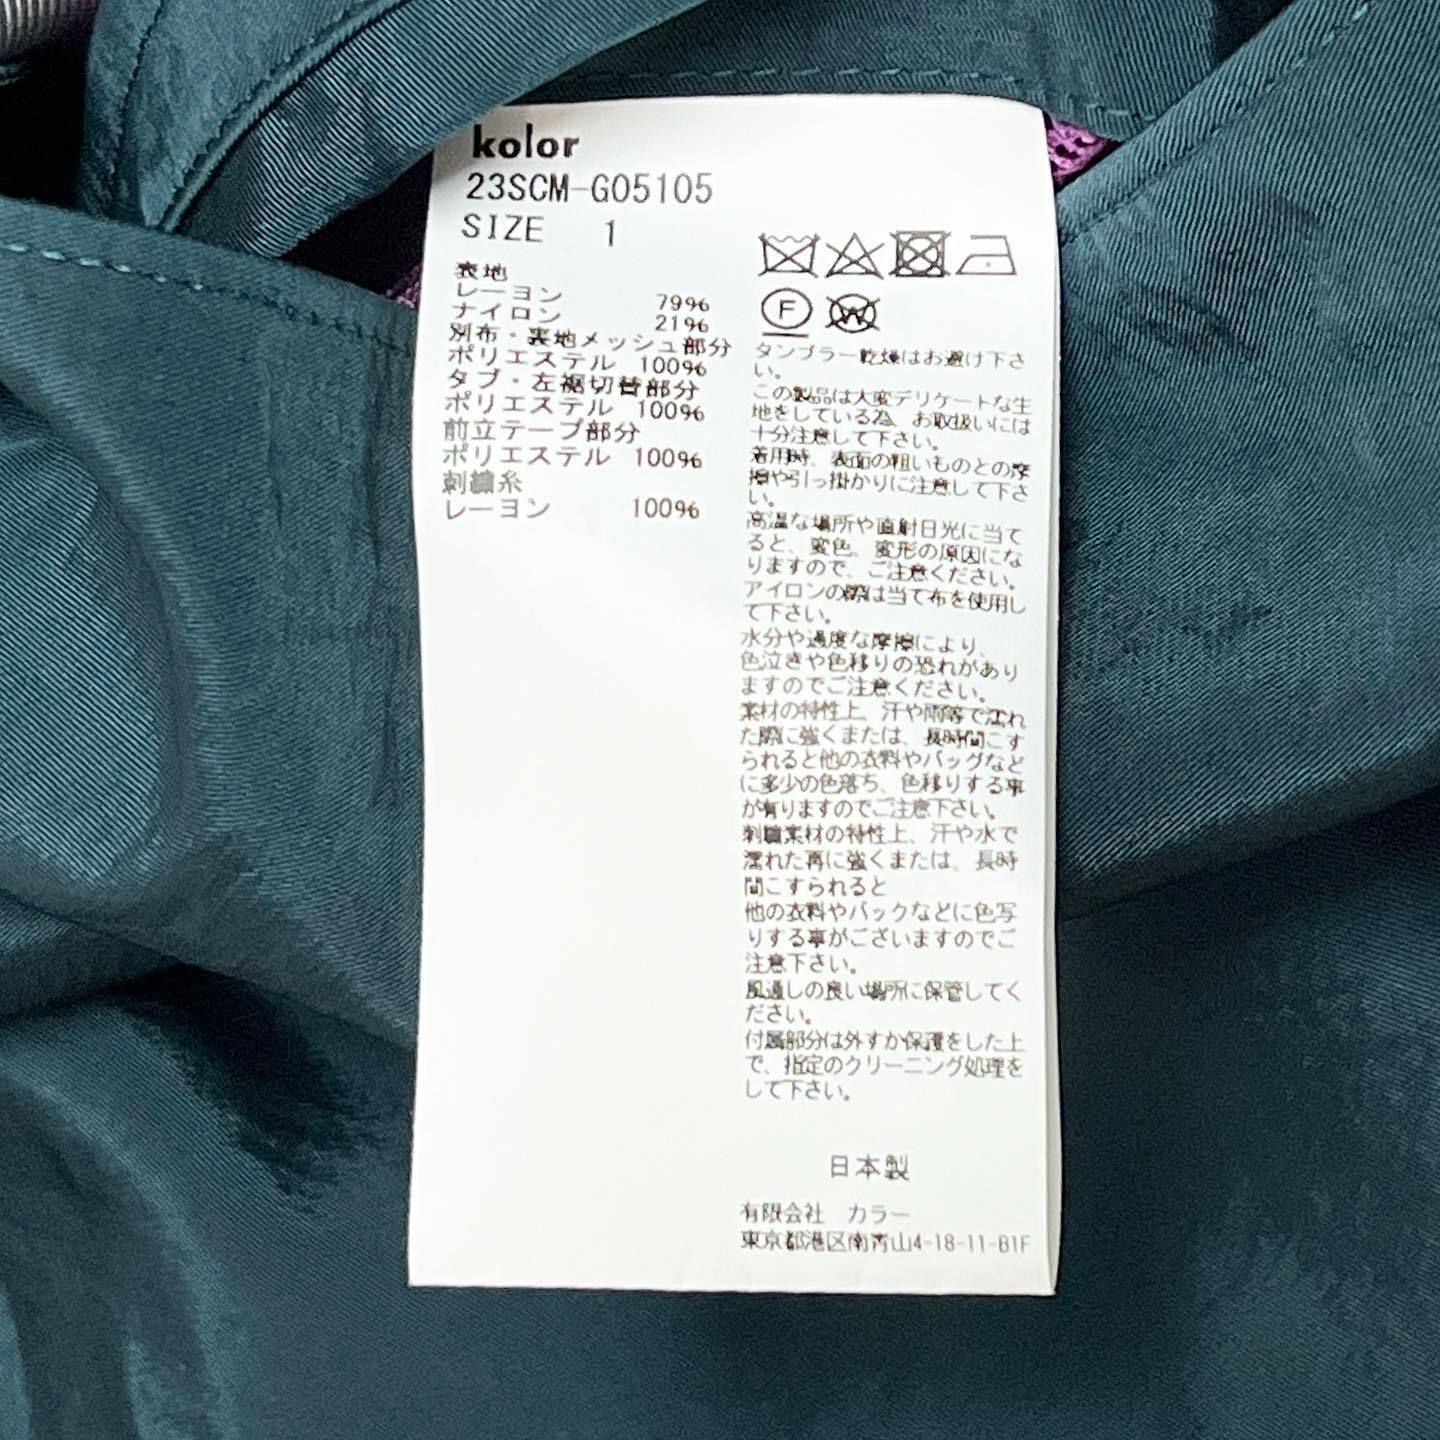 kolor
23SCM-G05105
SIZE 1
表地
レーヨン 79%
ナイロン 21%
別布・裏地メッシュ部分
ポリエステル 100%
タブ・左裾切替部分
ポリエステル 100%
前立テープ部分
ポリエステル 100%
刺繍糸
レーヨン 100%
F
W
タンブラー乾燥はお避け下さ
い。
この製品は大変デリケートな生
地をしている為、お取扱いには
十分注意して下さい。
着用時、表面の粗いものとの摩
擦や引っ掛かりに注意して下さ
い。
高温な場所や直射日光に当て
ると、変色、変形の原因にな
りますので、ご注意ください。
アイロンの際は当て布を使用し
て下さい。
水分や過度な摩擦により、
色泣きや色移りの恐れがあり
ますのでご注意ください。
素材の特性上、汗や雨等で濡れ
た際に強くまたは、長時間こす
られると他の衣料やバッグなど
に多少の色落ち、色移りする事
が有りますのでご注意下さい。
刺繍素材の特性上、汗や水で
濡れた再に強くまたは、長時
間こすられると
他の衣料やバックなどに色写
りする事がございますのでご
注意下さい。
風通しの良い場所に保管してく
ださい。
付属部分は外すか保護をした上
で、指定のクリーニング処理を
して下さい。
日本製
有限会社 カラー
東京都港区南青山4-18-11-B1F